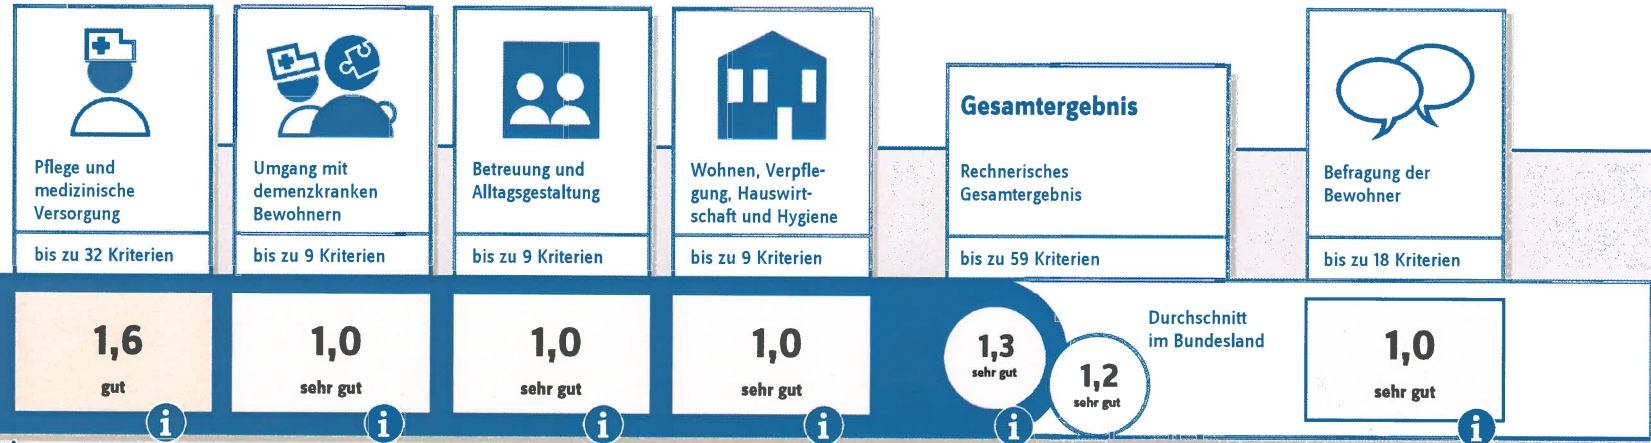 Pflege und
medizinische
Versorgung
bis zu 32 Kriterien
1,6
gut
i
Umgang mit
demenzkranken
Bewohnern
bis zu 9 Kriterien
1,0
sehr gut
i
Betreuung und
Alltagsgestaltung
bis zu 9 Kriterien
1,0
sehr gut
i
Wohnen, Verpfle-
gung, Hauswirt-
schaft und Hygiene
bis zu 9 Kriterien
1,0
sehr gut
i
Gesamtergebnis
Rechnerisches
Gesamtergebnis
bis zu 59 Kriterien
1,3
sehr gut
i
Durchschnitt
im Bundesland
1,2
sehr gut
Befragung der
Bewohner
bis zu 18 Kriterien
1,0
sehr gut
i